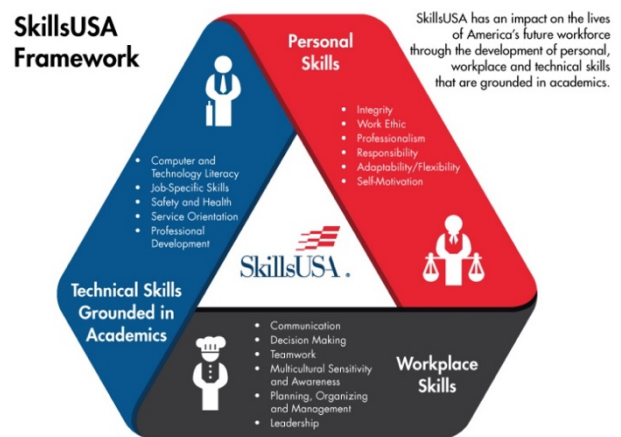 SkillsUSA
Framework
SkillsUSA has an impact on the lives
of America's future workforce
through the development of personal,
workplace and technical skills
that are grounded in academics.
Personal
Skills
• Integrity
• Work Ethic
• Professionalism
• Responsibility
• Adaptability/Flexibility
• Self-Motivation
• Computer and
Technology Literacy
• Job-Specific Skills
• Safety and Health
• Service Orientation
• Professional
Development
Technical Skills
Grounded in
Academics
SkillsUSA®
• Communication
• Decision Making
• Teamwork
• Multicultural Sensitivity
and Awareness
• Planning, Organizing
and Management
• Leadership
Workplace
Skills